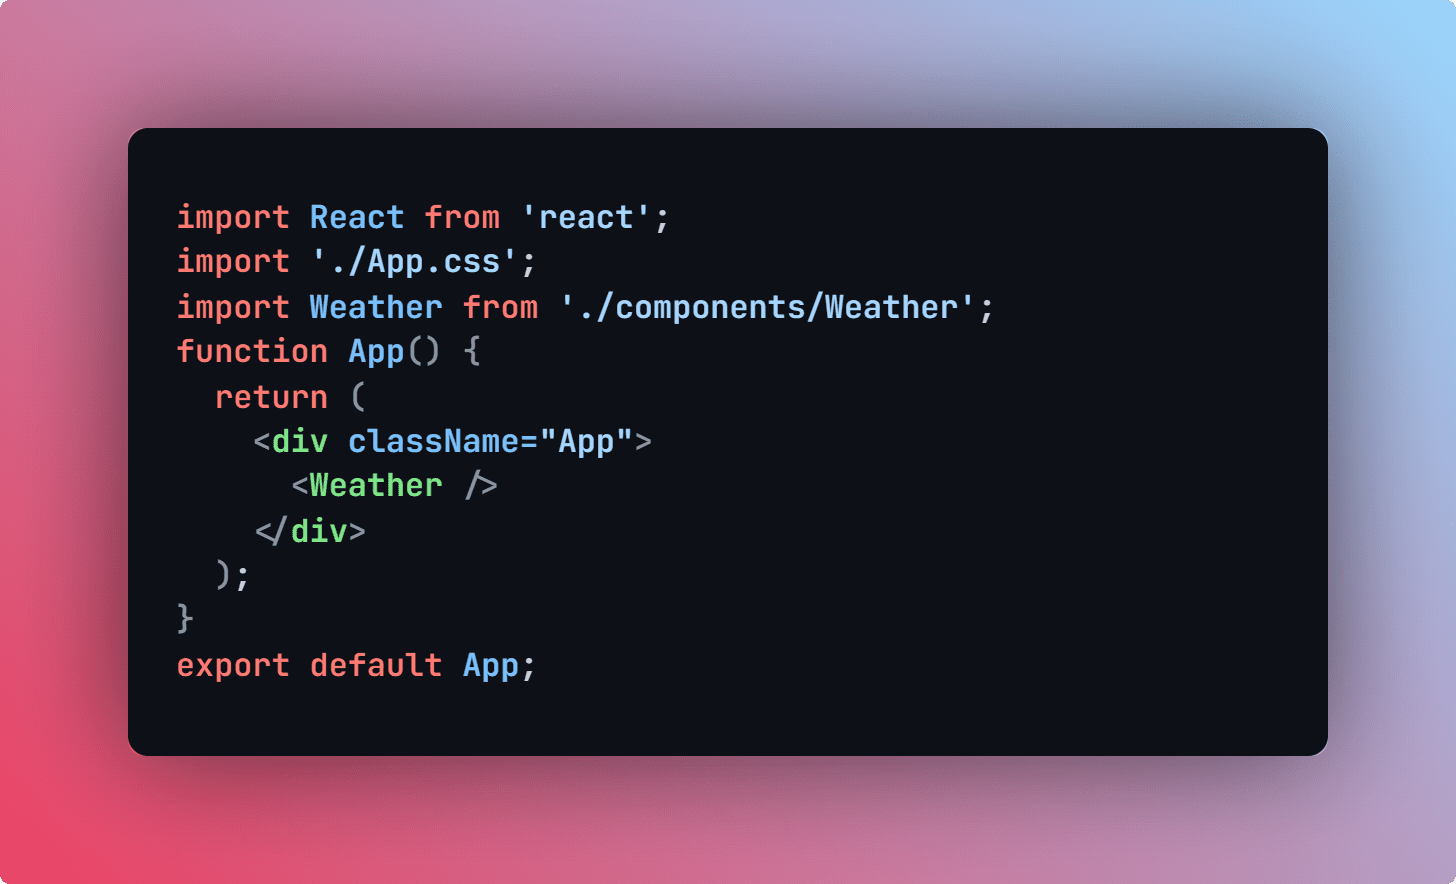 import React from 'react';
import './App.css';
import Weather from './components/Weather';
function App() {
  return (
    <div className="App">
      <Weather />
    </div>
  );
}
export default App;